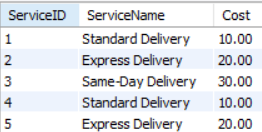 ServiceID ServiceName Cost
1 Standard Delivery 10.00
2 Express Delivery 20.00
3 Same-Day Delivery 30.00
4 Standard Delivery 10.00
5 Express Delivery 20.00